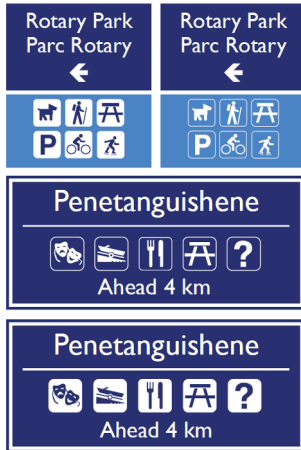 Rotary Park
Parc Rotary
P
Rotary Park
Parc Rotary
P
Penetanguishene
?
Ahead 4 km
Penetanguishene
?
Ahead 4 km